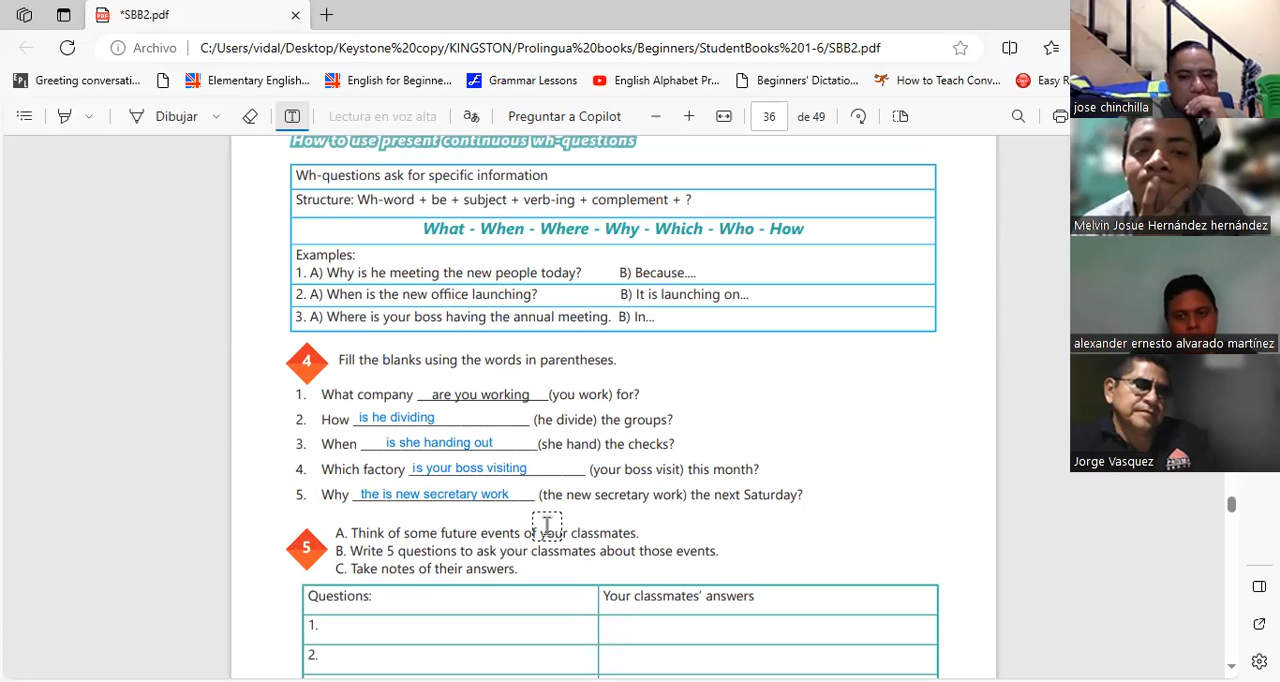 *SBB2.pdf
Archivo C:/Users/vidal/Desktop/Keystone%20copy/KINGSTON/Prolingua%20books/Beginners/StudentBooks%201-6/SBB2.pdf
Greeting conversati... Elementary English... English for Beginne... Grammar Lessons English Alphabet Pr... Beginners' Dictatio... How to Teach Conv... Easy R
Dibujar Lectura en voz alta Preguntar a Copilot 36 de 49
How to use present continuous wh-questions
Wh-questions ask for specific information
Structure: Wh-word + be + subject + verb-ing + complement + ?
What - When - Where - Why - Which - Who - How
Examples:
1. A) Why is he meeting the new people today? B) Because....
2. A) When is the new office launching? B) It is launching on...
3. A) Where is your boss having the annual meeting. B) In...
4 Fill the blanks using the words in parentheses.
1. What company __are you working__ (you work) for?
2. How is he dividing (he divide) the groups?
3. When is she handing out (she hand) the checks?
4. Which factory is your boss visiting (your boss visit) this month?
5. Why the is new secretary work (the new secretary work) the next Saturday?
5 A. Think of some future events of your classmates.
B. Write 5 questions to ask your classmates about those events.
C. Take notes of their answers.
Questions: Your classmates' answers
1.
2.
jose chinchilla
Melvin Josue Hernández hernández
alexander ernesto alvarado martínez
Jorge Vasquez